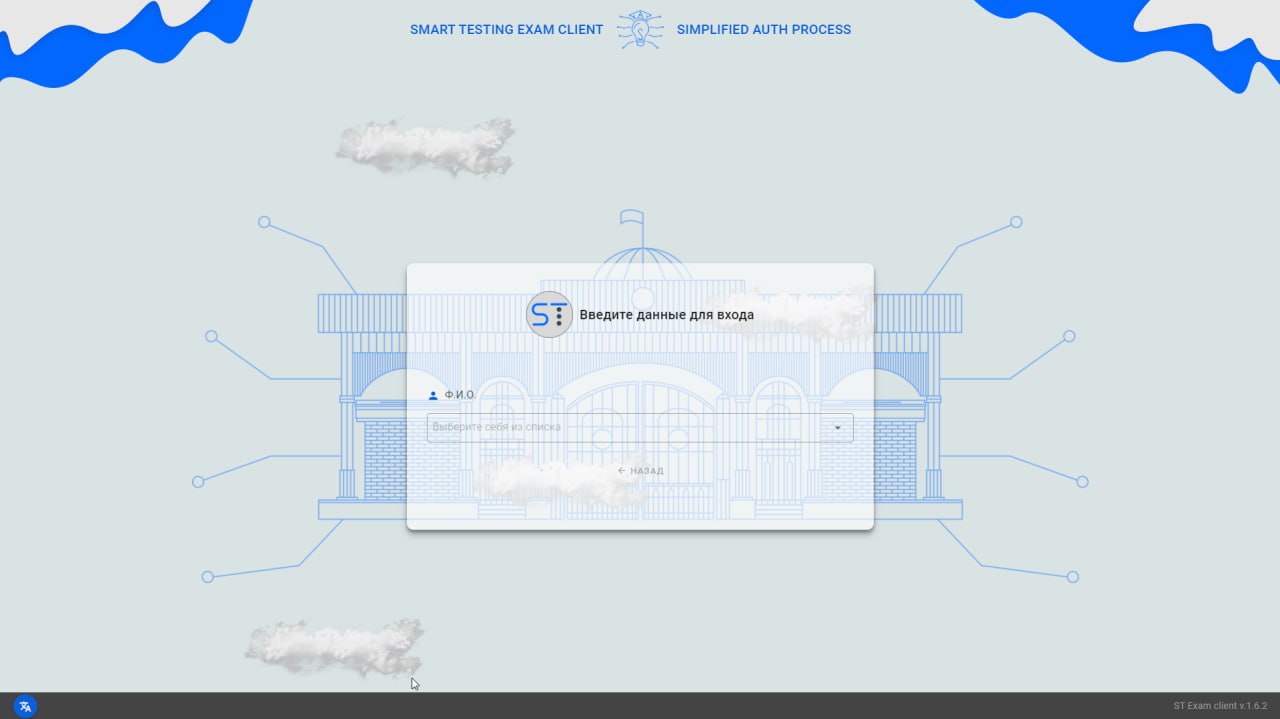 SMART TESTING EXAM CLIENT SIMPLIFIED AUTH PROCESS
ST Введите данные для входа
Ф.И.О.
Выберите себя из списка
← НАЗАД
ST Exam client v.1.6.2